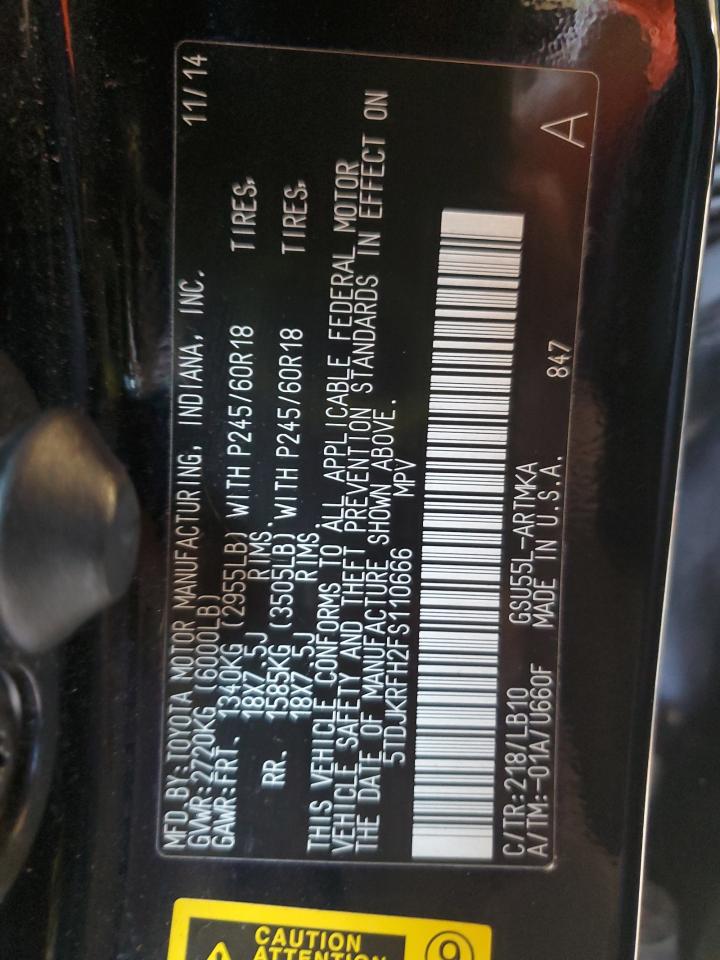 MFD.BY:TOYOTA MOTOR MANUFACTURING, INDIANA, INC. 11/14
GVWR:2720KG (6000LB)
GAWR:FRT. 1340KG (2955LB) WITH P245/60R18 TIRES,
18X7.5J RIMS.
RR. 1585KG (3505LB) WITH P245/60R18 TIRES,
18X7.5J RIMS.
THIS VEHICLE CONFORMS TO ALL APPLICABLE FEDERAL MOTOR
VEHICLE SAFETY AND THEFT PREVENTION STANDARDS IN EFFECT ON
THE DATE OF MANUFACTURE SHOWN ABOVE.
5TDJKRFH2FS110666 MPV
C/TR:218/LB10 GSU55L-ARTMKA 847
A/TM:-01A/U660F MADE IN U.S.A. A
CAUTION
ATTENTION